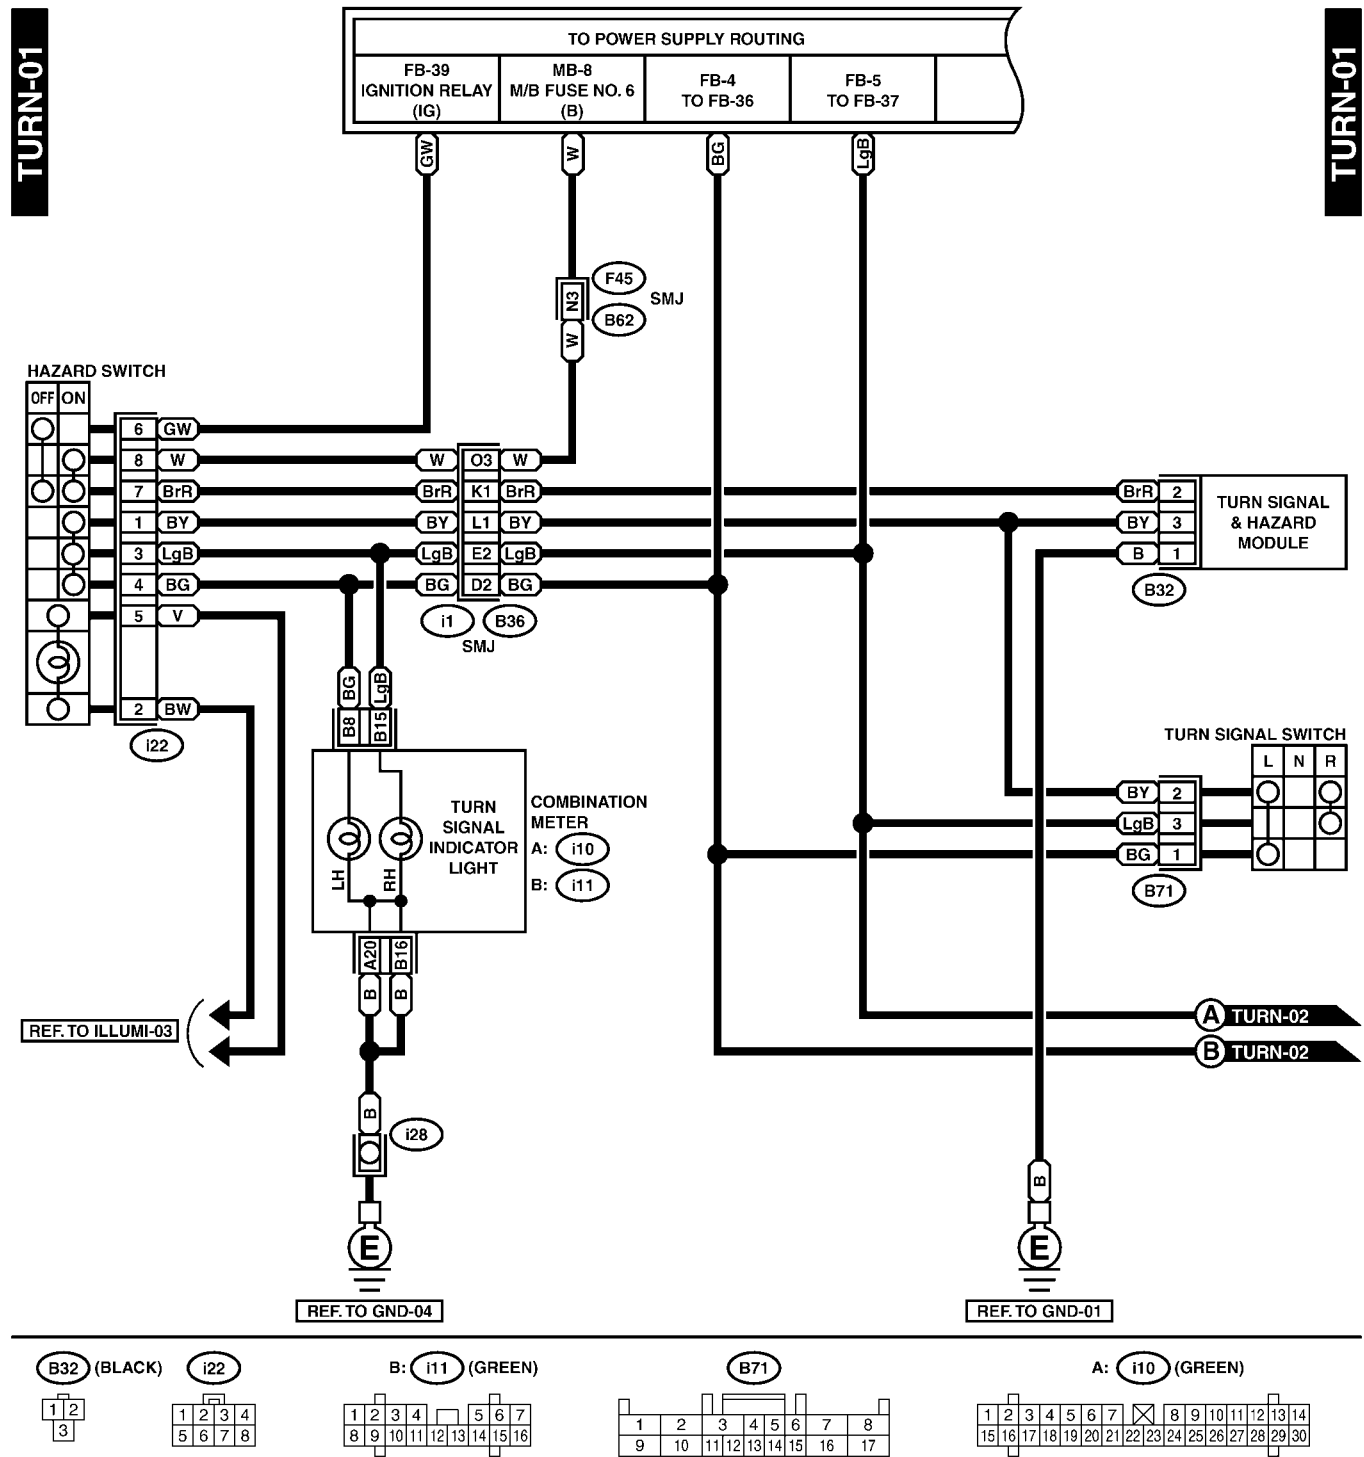 TURN-01
TURN-01
TO POWER SUPPLY ROUTING
FB-39
IGNITION RELAY
(IG)
MB-8
M/B FUSE NO. 6
(B)
FB-4
TO FB-36
FB-5
TO FB-37
GW
W
BG
LgB
N3
F45
B62
SMJ
W
HAZARD SWITCH
OFF ON
6 GW
8 W W O3 W
7 BrR BrR K1 BrR BrR 2
1 BY BY L1 BY BY 3
3 LgB LgB E2 LgB B 1
4 BG BG D2 BG
5 V
2 BW
i22
i1 B36
SMJ
TURN SIGNAL
& HAZARD
MODULE
B32
BG LgB
B8 B15
TURN
SIGNAL
INDICATOR
LIGHT
LH RH
COMBINATION
METER
A: i10
B: i11
A20 B16
B B
TURN SIGNAL SWITCH
L N R
BY 2
LgB 3
BG 1
B71
REF. TO ILLUMI-03
A TURN-02
B TURN-02
B
i28
B
E
E
REF. TO GND-04
REF. TO GND-01
B32 (BLACK)
1 2
3
i22
1 2 3 4
5 6 7 8
B: i11 (GREEN)
1 2 3 4 5 6 7
8 9 10 11 12 13 14 15 16
B71
1 2 3 4 5 6 7 8
9 10 11 12 13 14 15 16 17
A: i10 (GREEN)
1 2 3 4 5 6 7 8 9 10 11 12 13 14
15 16 17 18 19 20 21 22 23 24 25 26 27 28 29 30